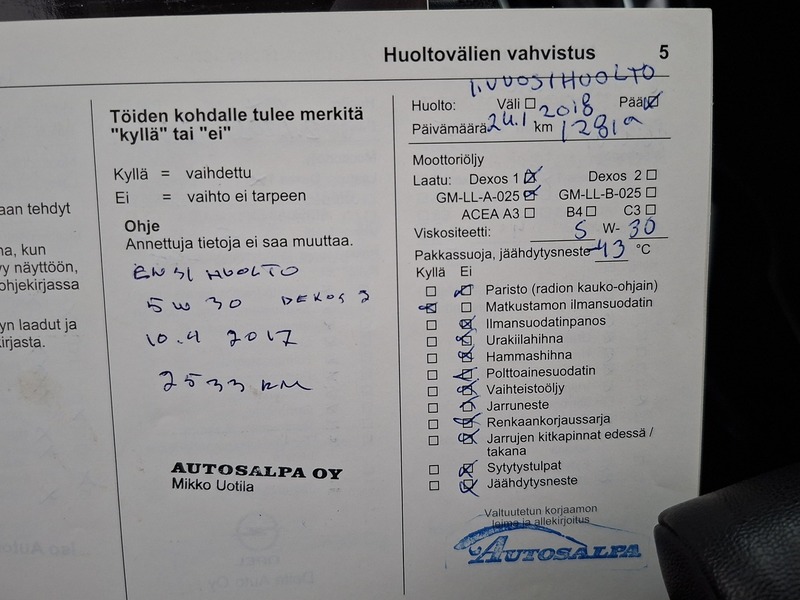 Huoltovälien vahvistus 5
aan tehdyt
na, kun
yy näyttöön,
ohjekirjassa
yn laadut ja
kirjasta.
Töiden kohdalle tulee merkitä
"kyllä" tai "ei"
Kyllä = vaihdettu
Ei = vaihto ei tarpeen
Ohje
Annettuja tietoja ei saa muuttaa.
ENSI HUOLTO
5W30 DEXOS 2
10.4 2017
2533 KM
AUTOSALPA OY
Mikko Uotila
1.VUOSIHUOLTO
Huolto: Väli Pää
Päivämäärä 24.1 2018 km
Moottoriöljy
Laatu: Dexos 1 Dexos 2
GM-LL-A-025 GM-LL-B-025
ACEA A3 B4 C3
Viskositeetti: 5 W- 30
Pakkassuoja, jäähdytysneste -43 °C
Kyllä Ei
Paristo (radion kauko-ohjain)
Matkustamon ilmansuodatin
Ilmansuodatinpanos
Urakiilahihna
Hammashihna
Polttoainesuodatin
Vaihteistoöljy
Jarruneste
Renkaankorjaussarja
Jarrujen kitkapinnat edessä /
takana
Sytytystulpat
Jäähdytysneste
Valtuutetun korjaamon
leima ja allekirjoitus
AUTOSALPA